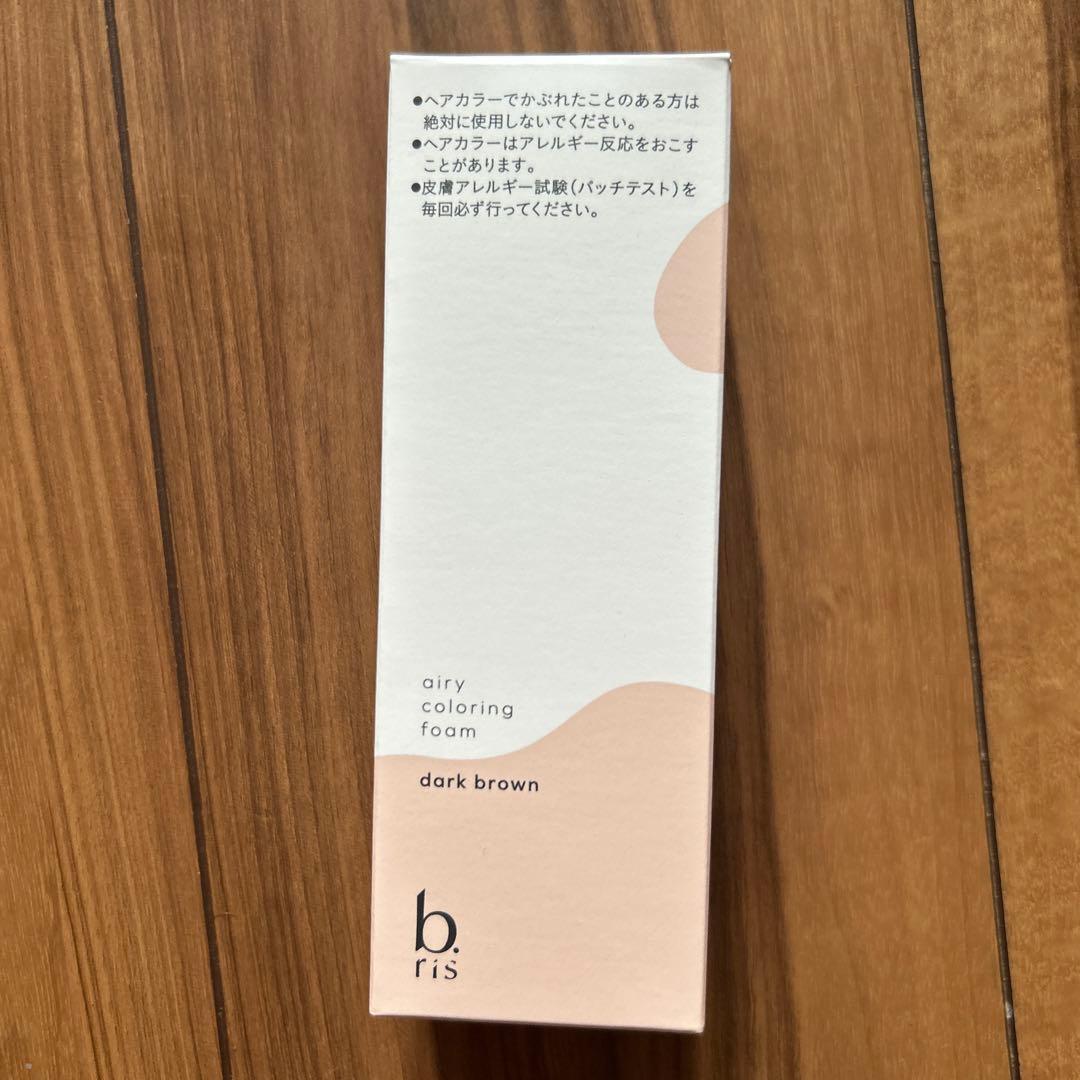 ●ヘアカラーでかぶれたことのある方は
絶対に使用しないでください。
●ヘアカラーはアレルギー反応をおこす
ことがあります。
●皮膚アレルギー試験(パッチテスト)を
毎回必ず行ってください。
airy
coloring
foam
dark brown
b.
ris